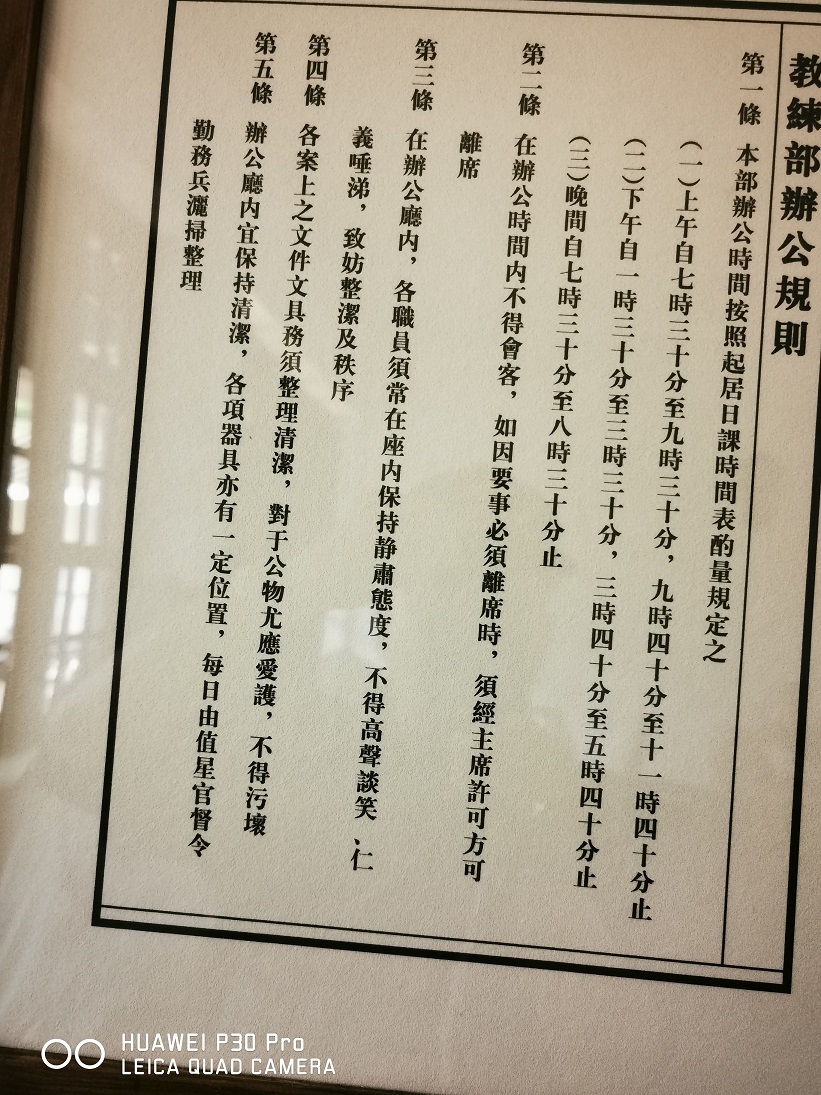 教練部辦公規則
第一條 本部辦公時間按照起居日課時間表酌量規定之
(一)上午自七時三十分至九時三十分，九時四十分至十一時四十分止
(二)下午自一時三十分至三時三十分，三時四十分至五時四十分止
(三)晚間自七時三十分至八時三十分止
第二條 在辦公時間内不得會客，如因要事必須離席時，須經主席許可方可
離席
第三條 在辦公廳内，各職員須常在座内保持静肅態度，不得高聲談笑、仁
義唾涕，致妨整潔及秩序
第四條 各案上之文件文具務須整理清潔，對于公物尤應愛護，不得污壞
第五條 辦公廳内宜保持清潔，各項器具亦有一定位置，每日由值星官督令
勤務兵灑掃整理
HUAWEI P30 Pro
LEICA QUAD CAMERA